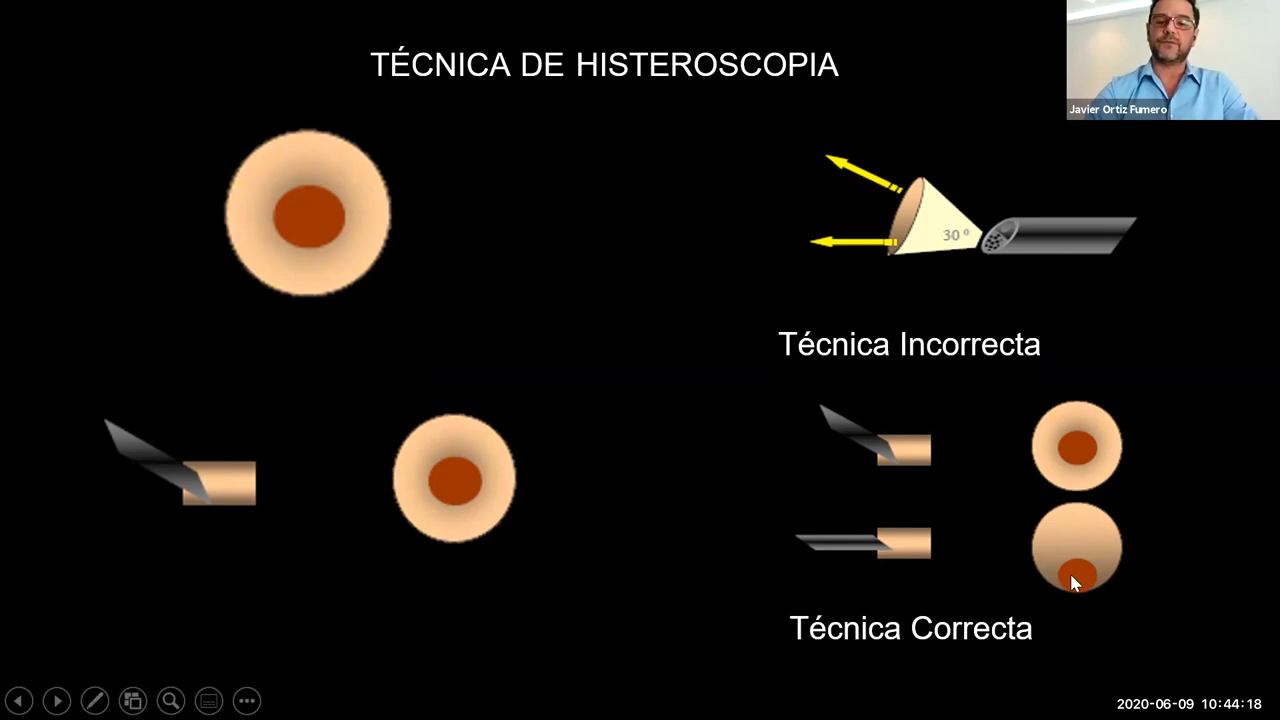 TÉCNICA DE HISTEROSCOPIA
Javier Ortiz Fumero
30 º
Técnica Incorrecta
Técnica Correcta
2020-06-09 10:44:18